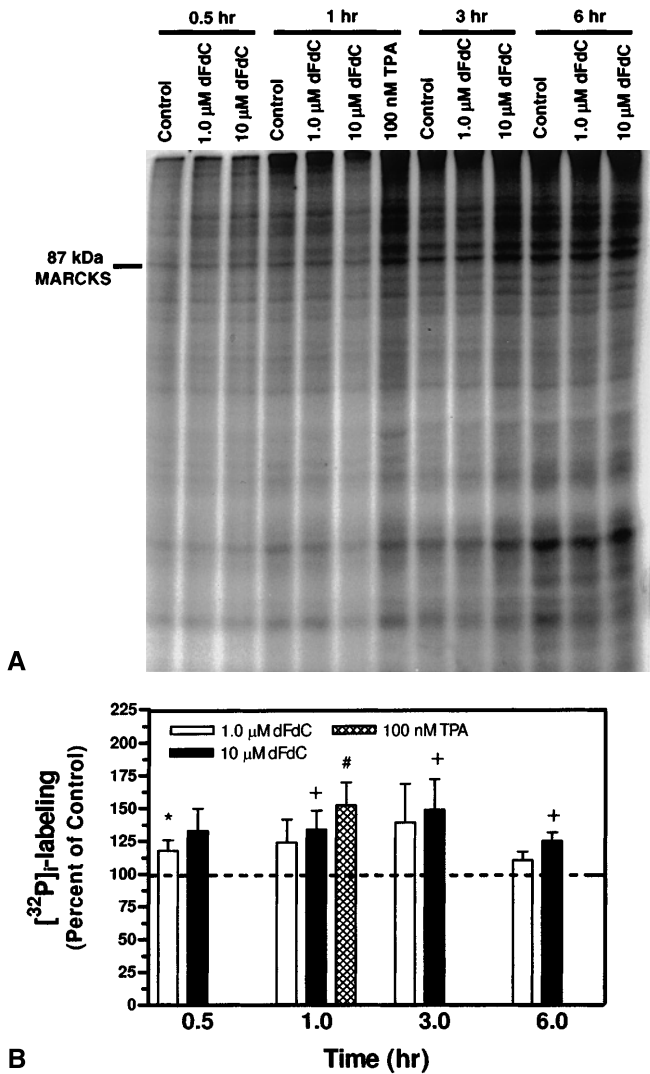 0.5 hr 1 hr 3 hr 6 hr
Control 1.0 µM dFdC 10 µM dFdC Control 1.0 µM dFdC 10 µM dFdC 100 nM TPA Control 1.0 µM dFdC 10 µM dFdC Control 1.0 µM dFdC 10 µM dFdC
87 kDa
MARCKS
A
225
200
175
150
125
100
75
50
25
0
[32P]i-labeling
(Percent of Control)
1.0 µM dFdC 100 nM TPA
10 µM dFdC
* + # + +
0.5 1.0 3.0 6.0
Time (hr)
B